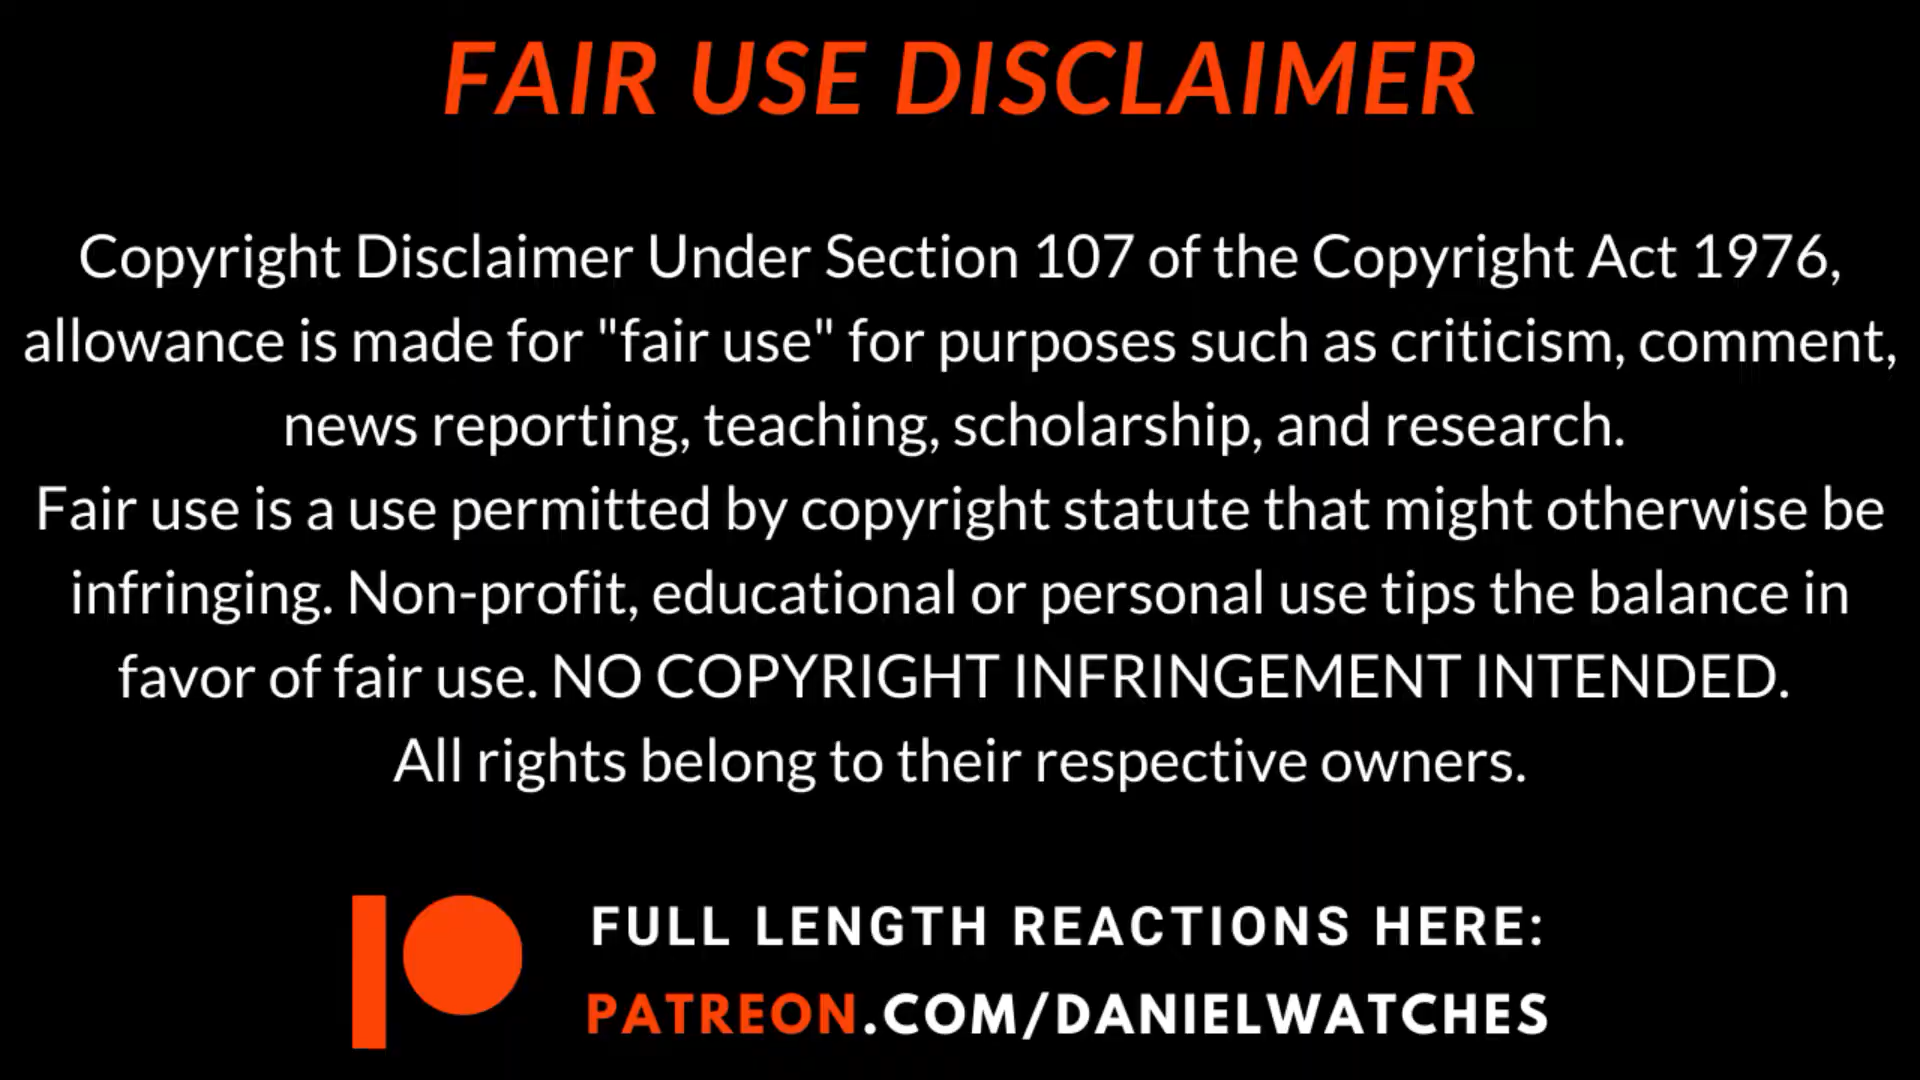 FAIR USE DISCLAIMER
Copyright Disclaimer Under Section 107 of the Copyright Act 1976,
allowance is made for "fair use" for purposes such as criticism, comment,
news reporting, teaching, scholarship, and research.
Fair use is a use permitted by copyright statute that might otherwise be
infringing. Non-profit, educational or personal use tips the balance in
favor of fair use. NO COPYRIGHT INFRINGEMENT INTENDED.
All rights belong to their respective owners.
FULL LENGTH REACTIONS HERE:
PATREON.COM/DANIELWATCHES